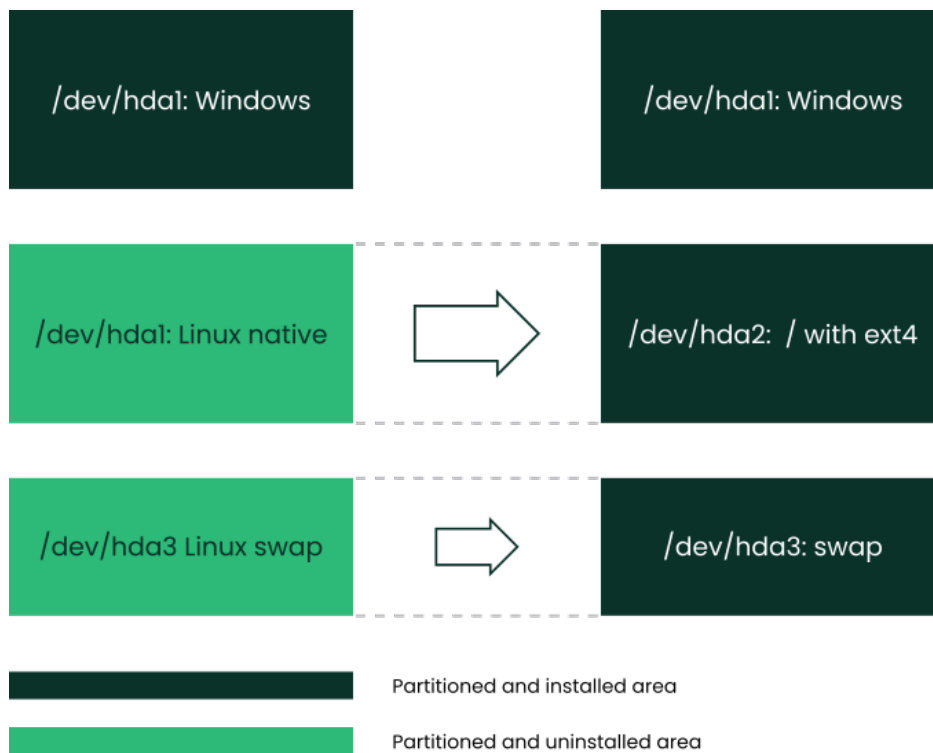 /dev/hda1: Windows
/dev/hda1: Windows
/dev/hda1: Linux native
/dev/hda2: / with ext4
/dev/hda3 Linux swap
/dev/hda3: swap
Partitioned and installed area
Partitioned and uninstalled area